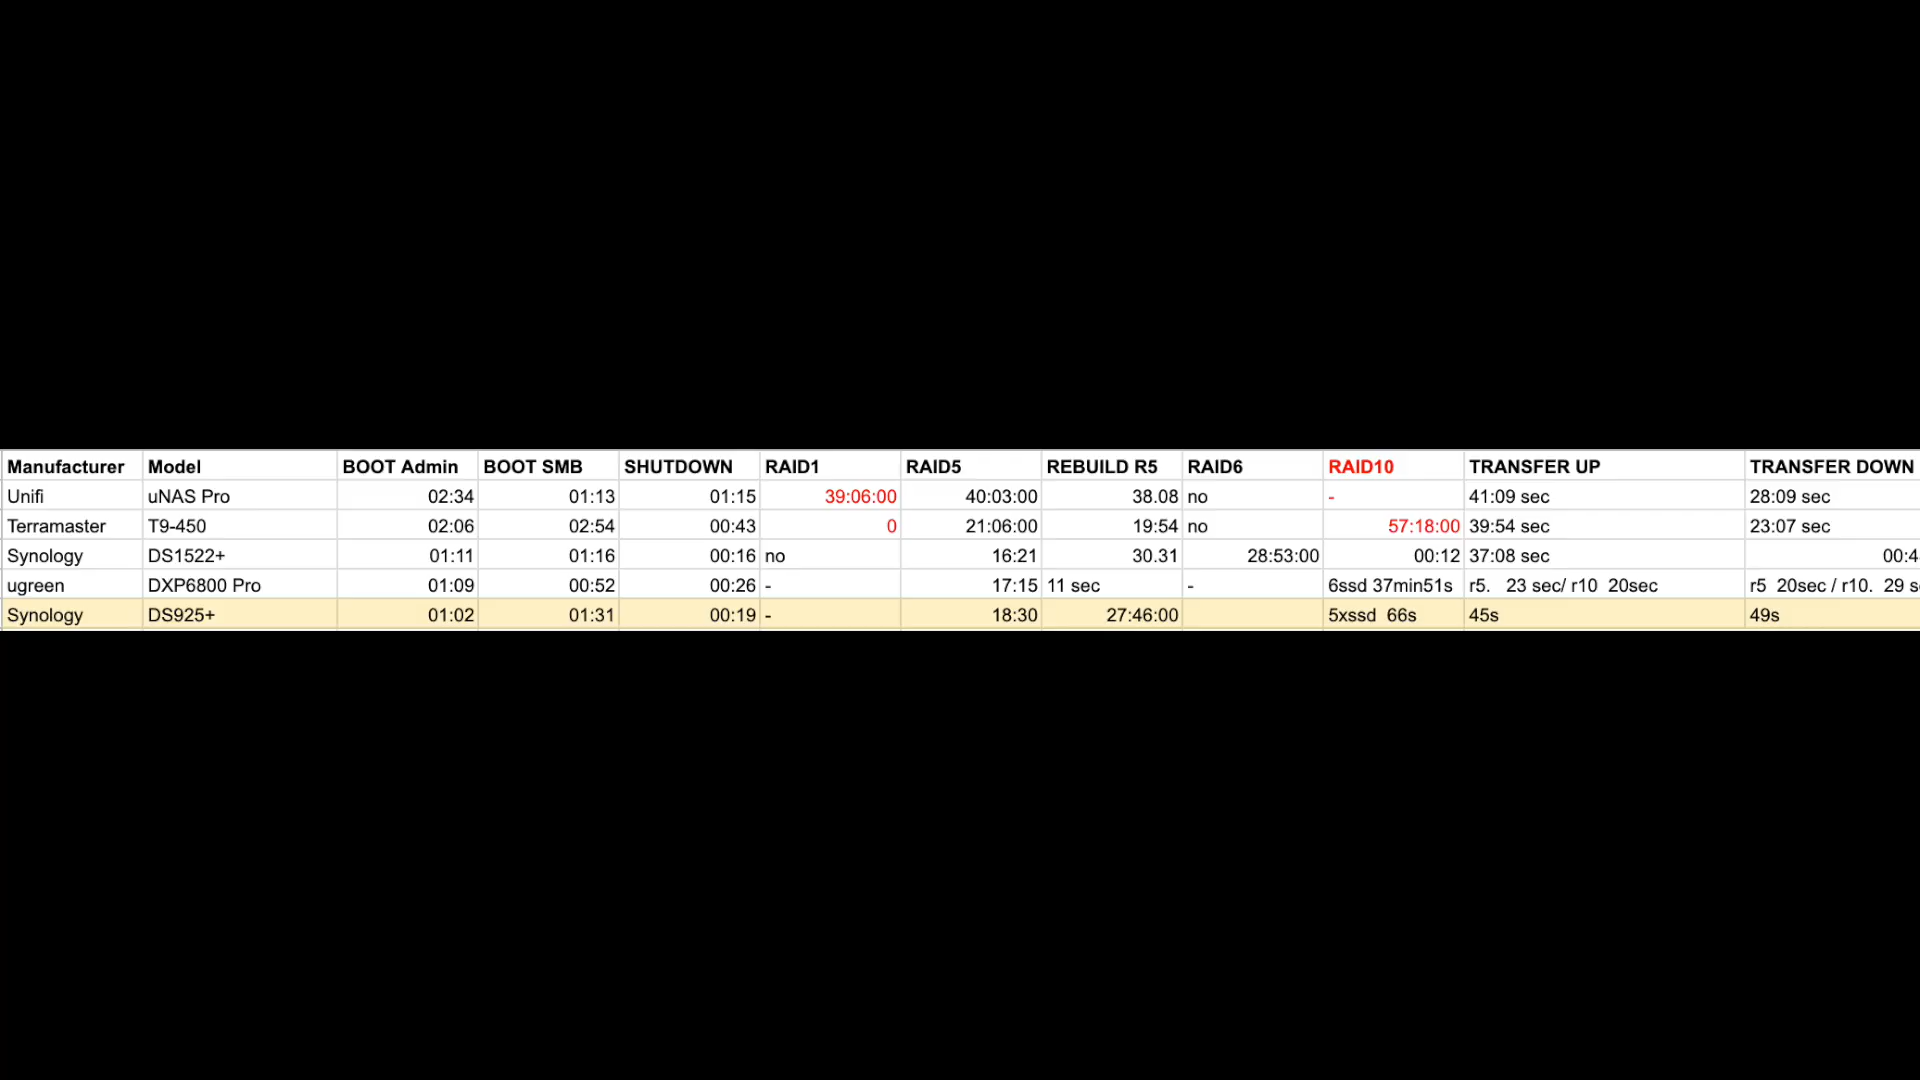 Manufacturer Model BOOT Admin BOOT SMB SHUTDOWN RAID1 RAID5 REBUILD R5 RAID6 RAID10 TRANSFER UP TRANSFER DOWN
Unifi uNAS Pro 02:34 01:13 01:15 39:06:00 40:03:00 38.08 no - 41:09 sec 28:09 sec
Terramaster T9-450 02:06 02:54 00:43 0 21:06:00 19:54 no 57:18:00 39:54 sec 23:07 sec
Synology DS1522+ 01:11 01:16 00:16 no 16:21 30.31 28:53:00 00:12 37:08 sec 00:4
ugreen DXP6800 Pro 01:09 00:52 00:26 - 17:15 11 sec - 6ssd 37min51s r5. 23 sec/ r10 20sec r5 20sec / r10. 29 s
Synology DS925+ 01:02 01:31 00:19 - 18:30 27:46:00 5xssd 66s 45s 49s